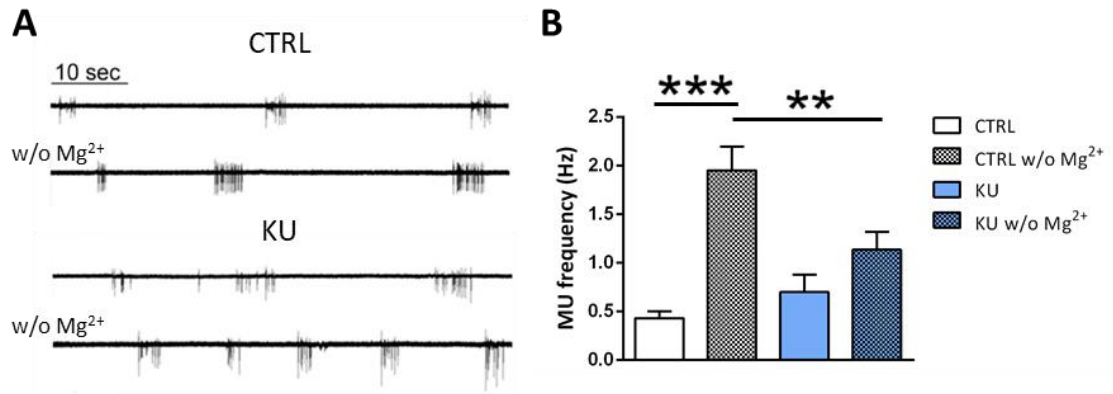 A
CTRL
10 sec
w/o Mg²⁺
KU
w/o Mg²⁺
B
*** 
**
MU frequency (Hz)
2.5
2.0
1.5
1.0
0.5
0.0
CTRL
CTRL w/o Mg²⁺
KU
KU w/o Mg²⁺